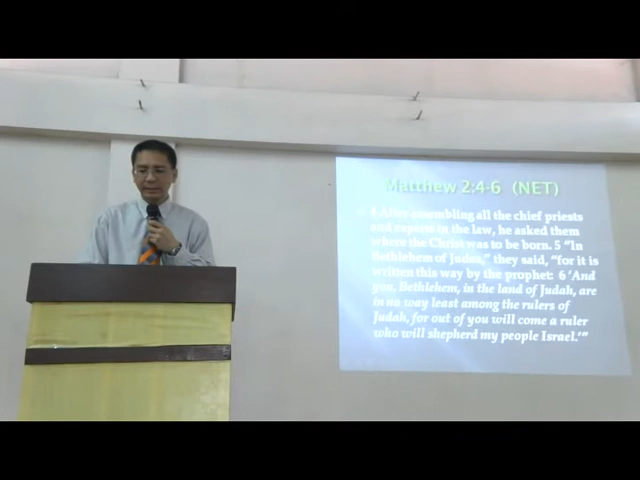 Matthew 2:4-6 (NET)
4 After assembling all the chief priests
and experts in the law, he asked them
where the Christ was to be born. 5 "In
Bethlehem of Judea," they said, "for it is
written this way by the prophet: 6 'And
you, Bethlehem, in the land of Judah, are
in no way least among the rulers of
Judah, for out of you will come a ruler
who will shepherd my people Israel.'"